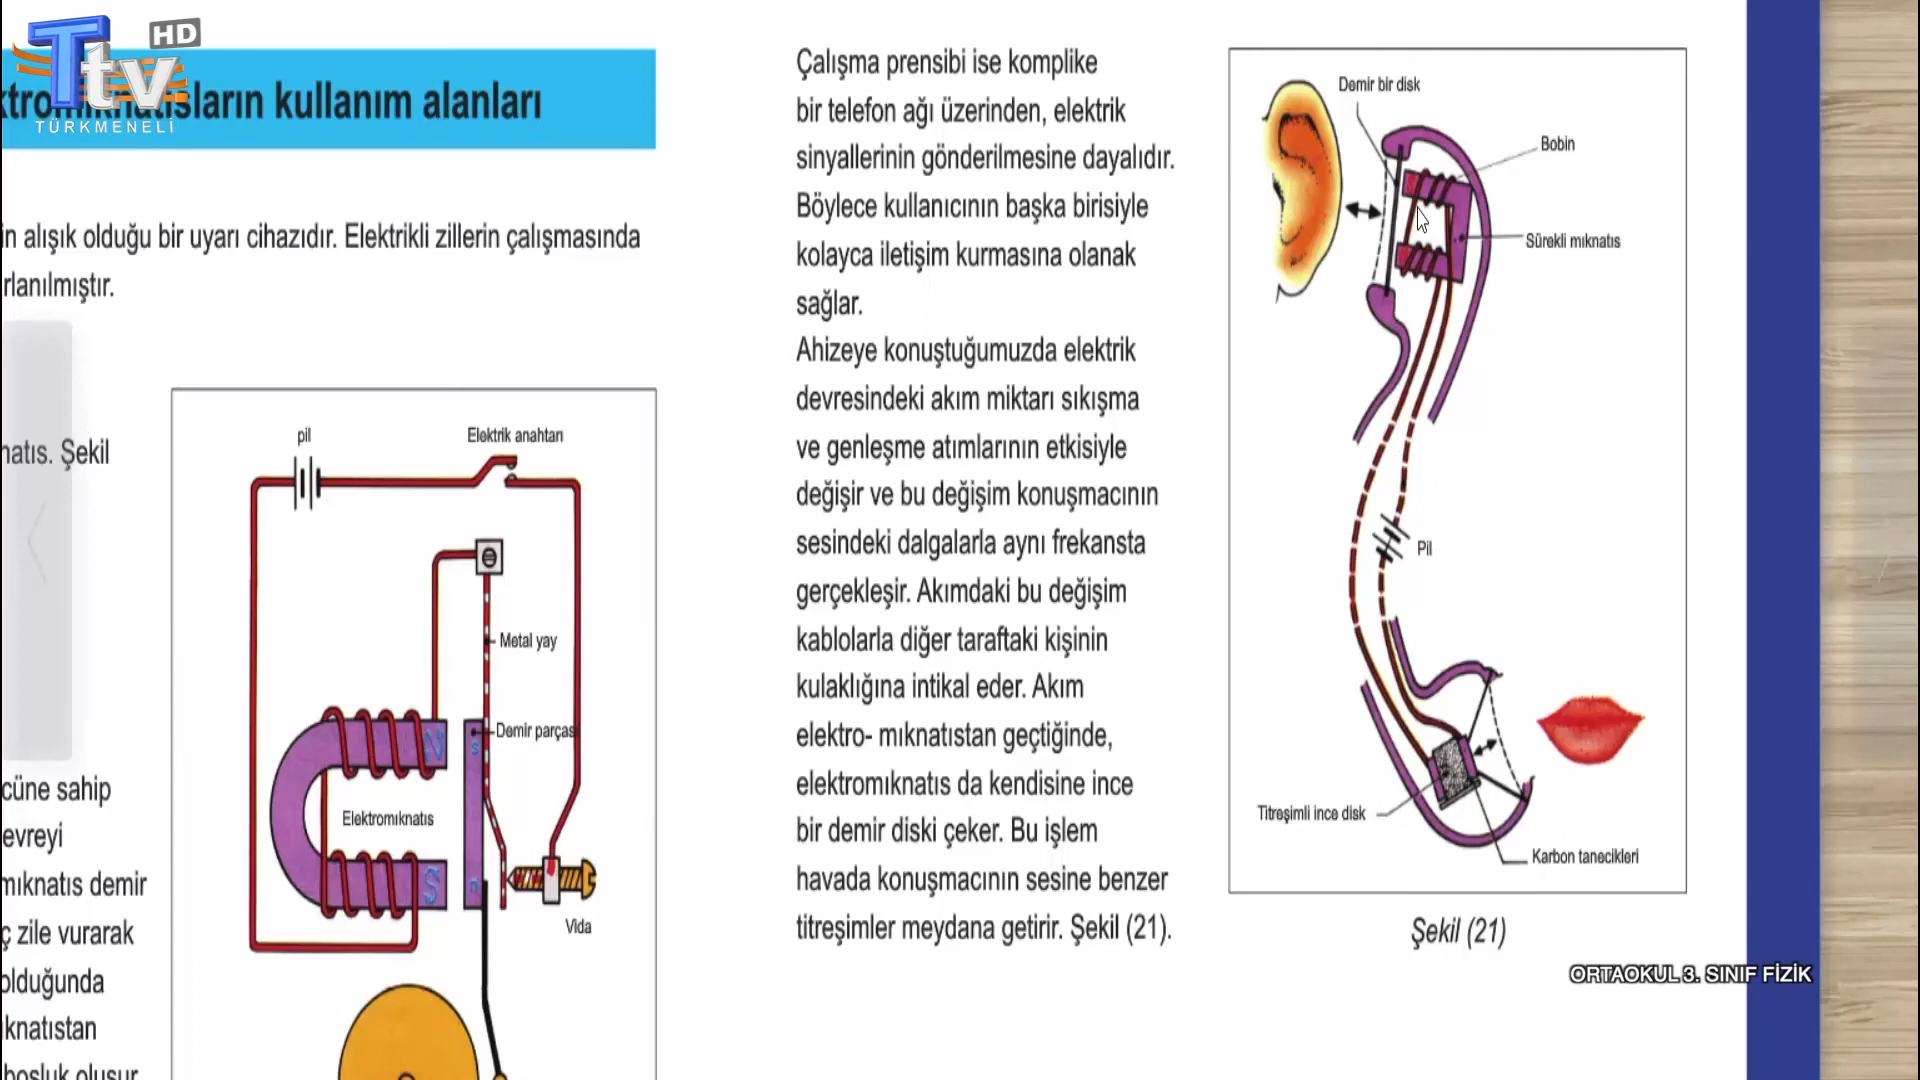 Ttv HD
TÜRKMENELİ
sların kullanım alanları
in alışık olduğu bir uyarı cihazıdır. Elektrikli zillerin çalışmasında
rlanılmıştır.
natıs. Şekil
cüne sahip
evreyi
mıknatıs demir
ç zile vurarak
olduğunda
knatıstan
boşluk oluşur
pil
Elektrik anahtarı
Metal yay
Demir parçası
N
s
Elektromıknatıs
S
n
Vida
Çalışma prensibi ise komplike
bir telefon ağı üzerinden, elektrik
sinyallerinin gönderilmesine dayalıdır.
Böylece kullanıcının başka birisiyle
kolayca iletişim kurmasına olanak
sağlar.
Ahizeye konuştuğumuzda elektrik
devresindeki akım miktarı sıkışma
ve genleşme atımlarının etkisiyle
değişir ve bu değişim konuşmacının
sesindeki dalgalarla aynı frekansta
gerçekleşir. Akımdaki bu değişim
kablolarla diğer taraftaki kişinin
kulaklığına intikal eder. Akım
elektro- mıknatıstan geçtiğinde,
elektromıknatıs da kendisine ince
bir demir diski çeker. Bu işlem
havada konuşmacının sesine benzer
titreşimler meydana getirir. Şekil (21).
Demir bir disk
Bobin
Sürekli mıknatıs
Pil
Titreşimli ince disk
Karbon tanecikleri
Şekil (21)
ORTAOKUL 3. SINIF FİZİK